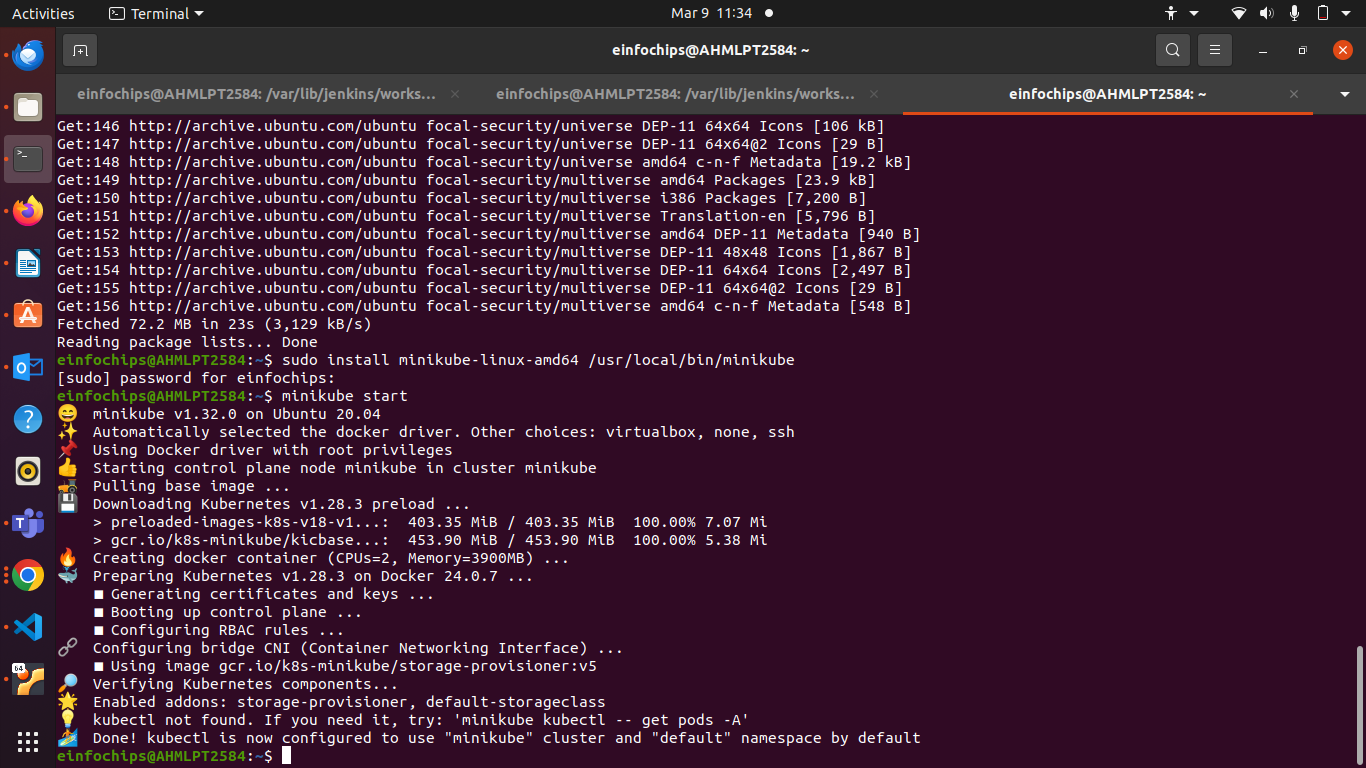 Activities Terminal Mar 9 11:34
einfochips@AHMLPT2584: ~
einfochips@AHMLPT2584: /var/lib/jenkins/works... einfochips@AHMLPT2584: /var/lib/jenkins/works... einfochips@AHMLPT2584: ~
Get:146 http://archive.ubuntu.com/ubuntu focal-security/universe DEP-11 64x64 Icons [106 kB]
Get:147 http://archive.ubuntu.com/ubuntu focal-security/universe DEP-11 64x64@2 Icons [29 B]
Get:148 http://archive.ubuntu.com/ubuntu focal-security/universe amd64 c-n-f Metadata [19.2 kB]
Get:149 http://archive.ubuntu.com/ubuntu focal-security/multiverse amd64 Packages [23.9 kB]
Get:150 http://archive.ubuntu.com/ubuntu focal-security/multiverse i386 Packages [7,200 B]
Get:151 http://archive.ubuntu.com/ubuntu focal-security/multiverse Translation-en [5,796 B]
Get:152 http://archive.ubuntu.com/ubuntu focal-security/multiverse amd64 DEP-11 Metadata [940 B]
Get:153 http://archive.ubuntu.com/ubuntu focal-security/multiverse DEP-11 48x48 Icons [1,867 B]
Get:154 http://archive.ubuntu.com/ubuntu focal-security/multiverse DEP-11 64x64 Icons [2,497 B]
Get:155 http://archive.ubuntu.com/ubuntu focal-security/multiverse DEP-11 64x64@2 Icons [29 B]
Get:156 http://archive.ubuntu.com/ubuntu focal-security/multiverse amd64 c-n-f Metadata [548 B]
Fetched 72.2 MB in 23s (3,129 kB/s)
Reading package lists... Done
einfochips@AHMLPT2584:~$ sudo install minikube-linux-amd64 /usr/local/bin/minikube
[sudo] password for einfochips:
einfochips@AHMLPT2584:~$ minikube start
😄 minikube v1.32.0 on Ubuntu 20.04
✨ Automatically selected the docker driver. Other choices: virtualbox, none, ssh
📌 Using Docker driver with root privileges
👍 Starting control plane node minikube in cluster minikube
🚜 Pulling base image ...
💾 Downloading Kubernetes v1.28.3 preload ...
> preloaded-images-k8s-v18-v1...: 403.35 MiB / 403.35 MiB 100.00% 7.07 Mi
> gcr.io/k8s-minikube/kicbase...: 453.90 MiB / 453.90 MiB 100.00% 5.38 Mi
🔥 Creating docker container (CPUs=2, Memory=3900MB) ...
🐳 Preparing Kubernetes v1.28.3 on Docker 24.0.7 ...
■ Generating certificates and keys ...
■ Booting up control plane ...
■ Configuring RBAC rules ...
🔗 Configuring bridge CNI (Container Networking Interface) ...
■ Using image gcr.io/k8s-minikube/storage-provisioner:v5
🔎 Verifying Kubernetes components...
🌟 Enabled addons: storage-provisioner, default-storageclass
💡 kubectl not found. If you need it, try: 'minikube kubectl -- get pods -A'
🏄 Done! kubectl is now configured to use "minikube" cluster and "default" namespace by default
einfochips@AHMLPT2584:~$